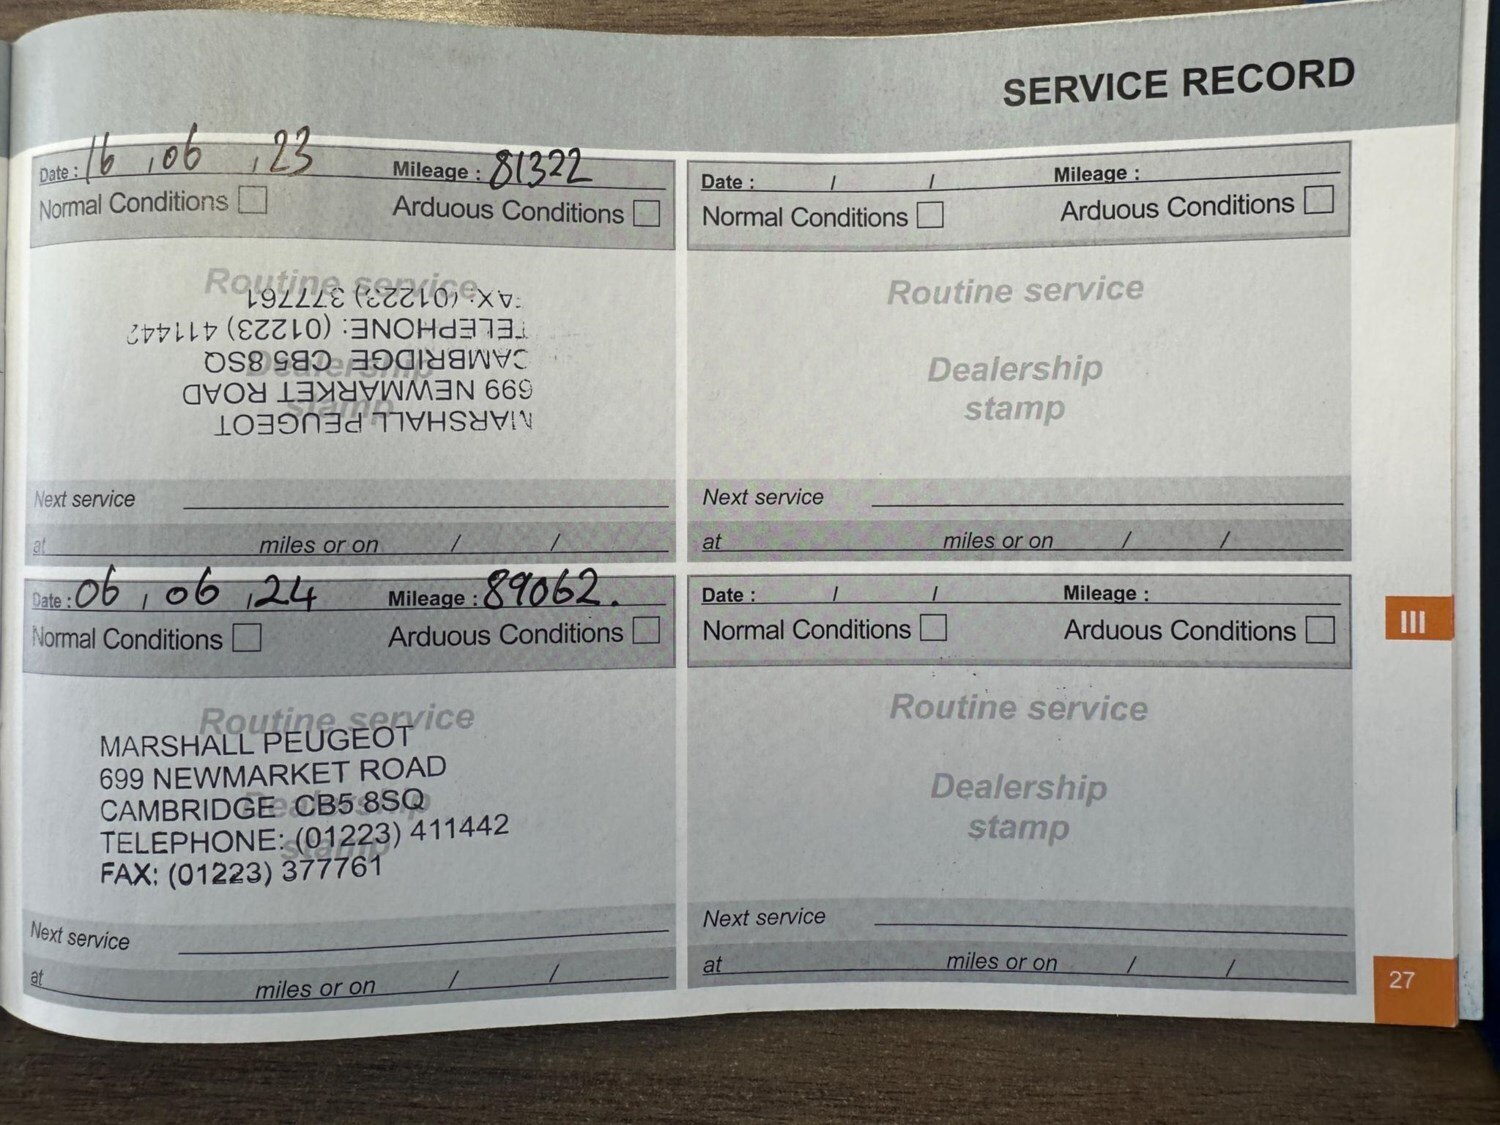 SERVICE RECORD
Date : 16 / 06 / 23 Mileage : 81322
Normal Conditions Arduous Conditions
Routine service
Dealership
stamp
MARSHALL PEUGEOT
699 NEWMARKET ROAD
CAMBRIDGE CB5 8SQ
TELEPHONE: (01223) 411442
FAX: (01223) 377761
Next service
at miles or on / /
Date : / / Mileage :
Normal Conditions Arduous Conditions
Routine service
Dealership
stamp
Next service
at miles or on / /
Date : 06 / 06 / 24 Mileage : 89062.
Normal Conditions Arduous Conditions
Routine service
Dealership
stamp
MARSHALL PEUGEOT
699 NEWMARKET ROAD
CAMBRIDGE CB5 8SQ
TELEPHONE: (01223) 411442
FAX: (01223) 377761
Next service
at miles or on / /
Date : / / Mileage :
Normal Conditions Arduous Conditions
Routine service
Dealership
stamp
Next service
at miles or on / /
III
27